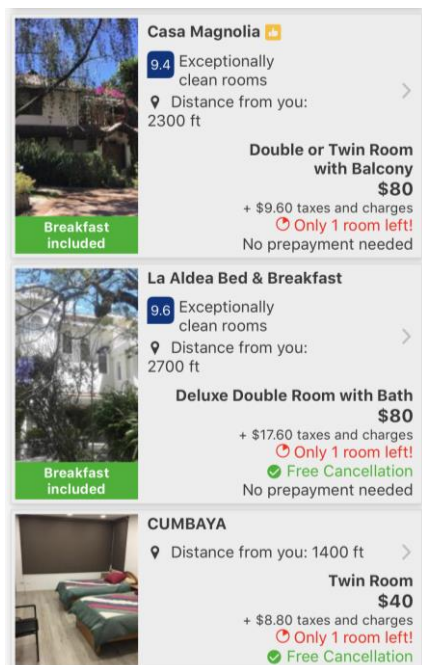 Casa Magnolia
9.4 Exceptionally
clean rooms
Distance from you:
2300 ft
Double or Twin Room
with Balcony
$80
+ $9.60 taxes and charges
Only 1 room left!
No prepayment needed
Breakfast
included
La Aldea Bed & Breakfast
9.6 Exceptionally
clean rooms
Distance from you:
2700 ft
Deluxe Double Room with Bath
$80
+ $17.60 taxes and charges
Only 1 room left!
Free Cancellation
No prepayment needed
Breakfast
included
CUMBAYA
Distance from you: 1400 ft
Twin Room
$40
+ $8.80 taxes and charges
Only 1 room left!
Free Cancellation